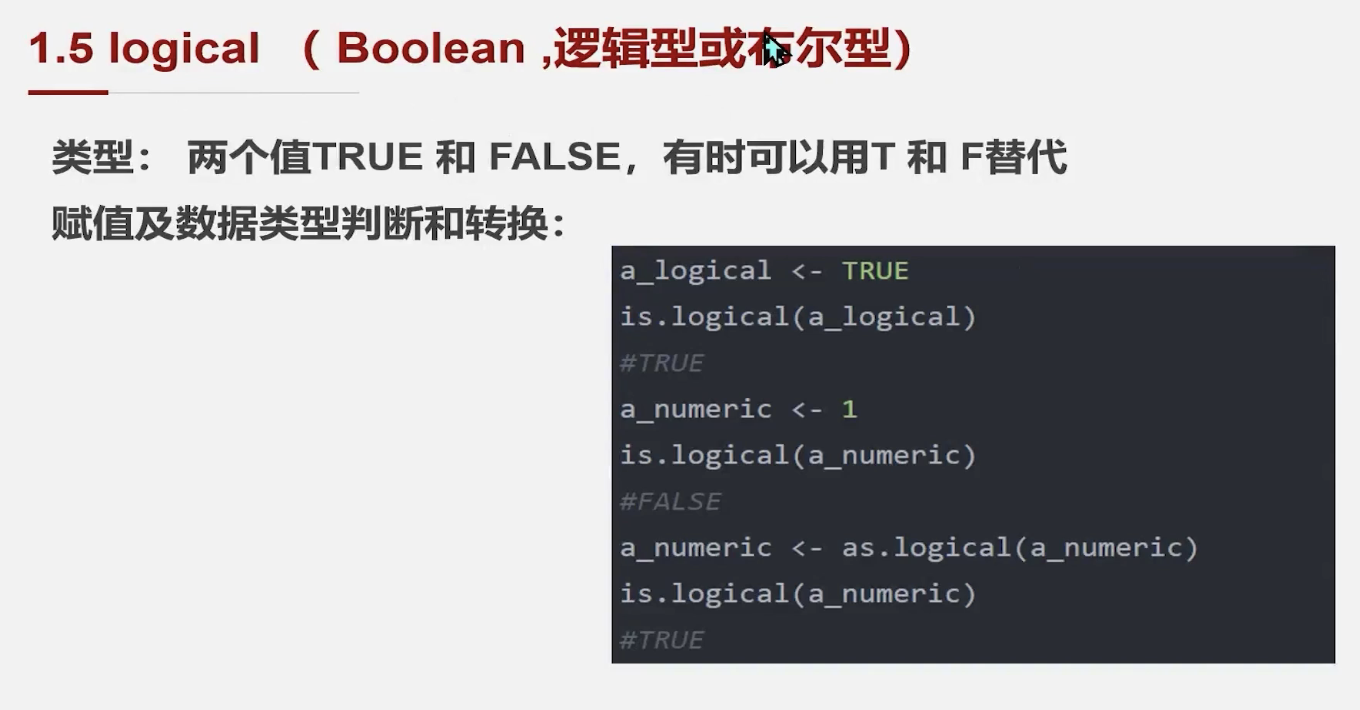 1.5 logical （ Boolean ,逻辑型或布尔型）
类型： 两个值TRUE 和 FALSE，有时可以用T 和 F替代
赋值及数据类型判断和转换：
a_logical <- TRUE
is.logical(a_logical)
#TRUE
a_numeric <- 1
is.logical(a_numeric)
#FALSE
a_numeric <- as.logical(a_numeric)
is.logical(a_numeric)
#TRUE